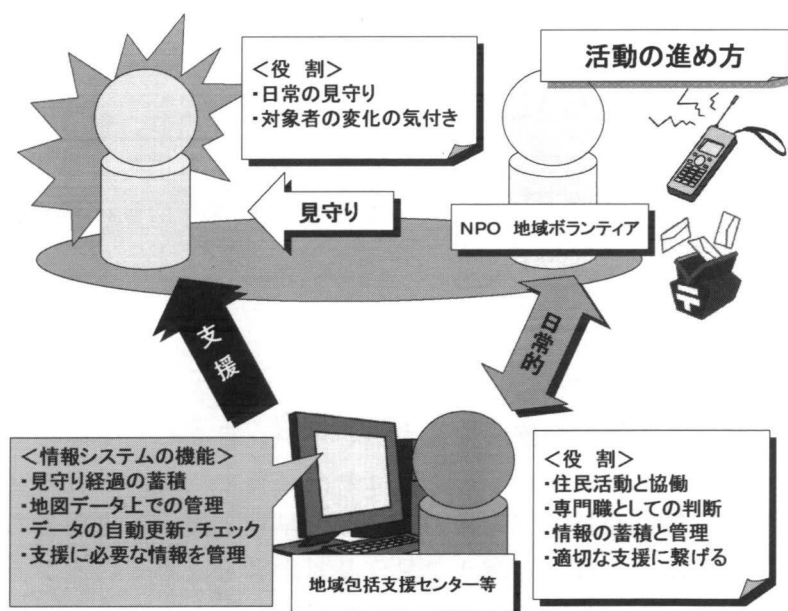 活動の進め方
＜役 割＞
・日常の見守り
・対象者の変化の気付き
見守り
NPO 地域ボランティア
支援
日常的
＜情報システムの機能＞
・見守り経過の蓄積
・地図データ上での管理
・データの自動更新・チェック
・支援に必要な情報を管理
地域包括支援センター等
＜役 割＞
・住民活動と協働
・専門職としての判断
・情報の蓄積と管理
・適切な支援に繋げる